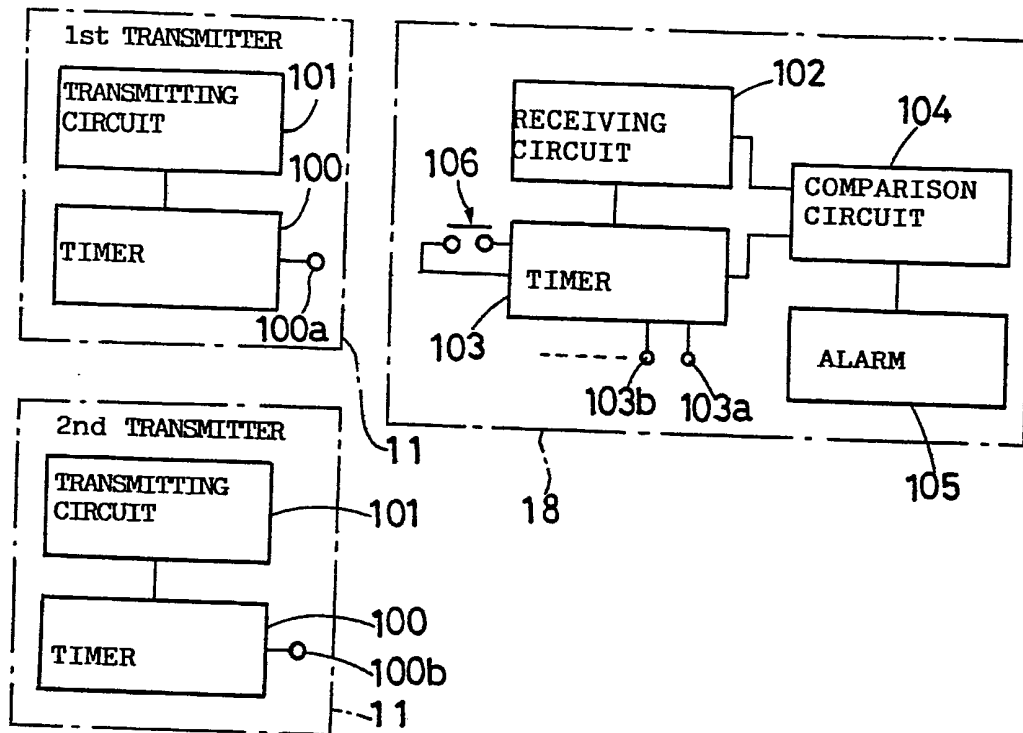 1st TRANSMITTER
TRANSMITTING
CIRCUIT
101
100
TIMER
100a
11
2nd TRANSMITTER
TRANSMITTING
CIRCUIT
101
100
TIMER
100b
11
102
RECEIVING
CIRCUIT
104
COMPARISON
CIRCUIT
106
TIMER
103
103b
103a
ALARM
105
18